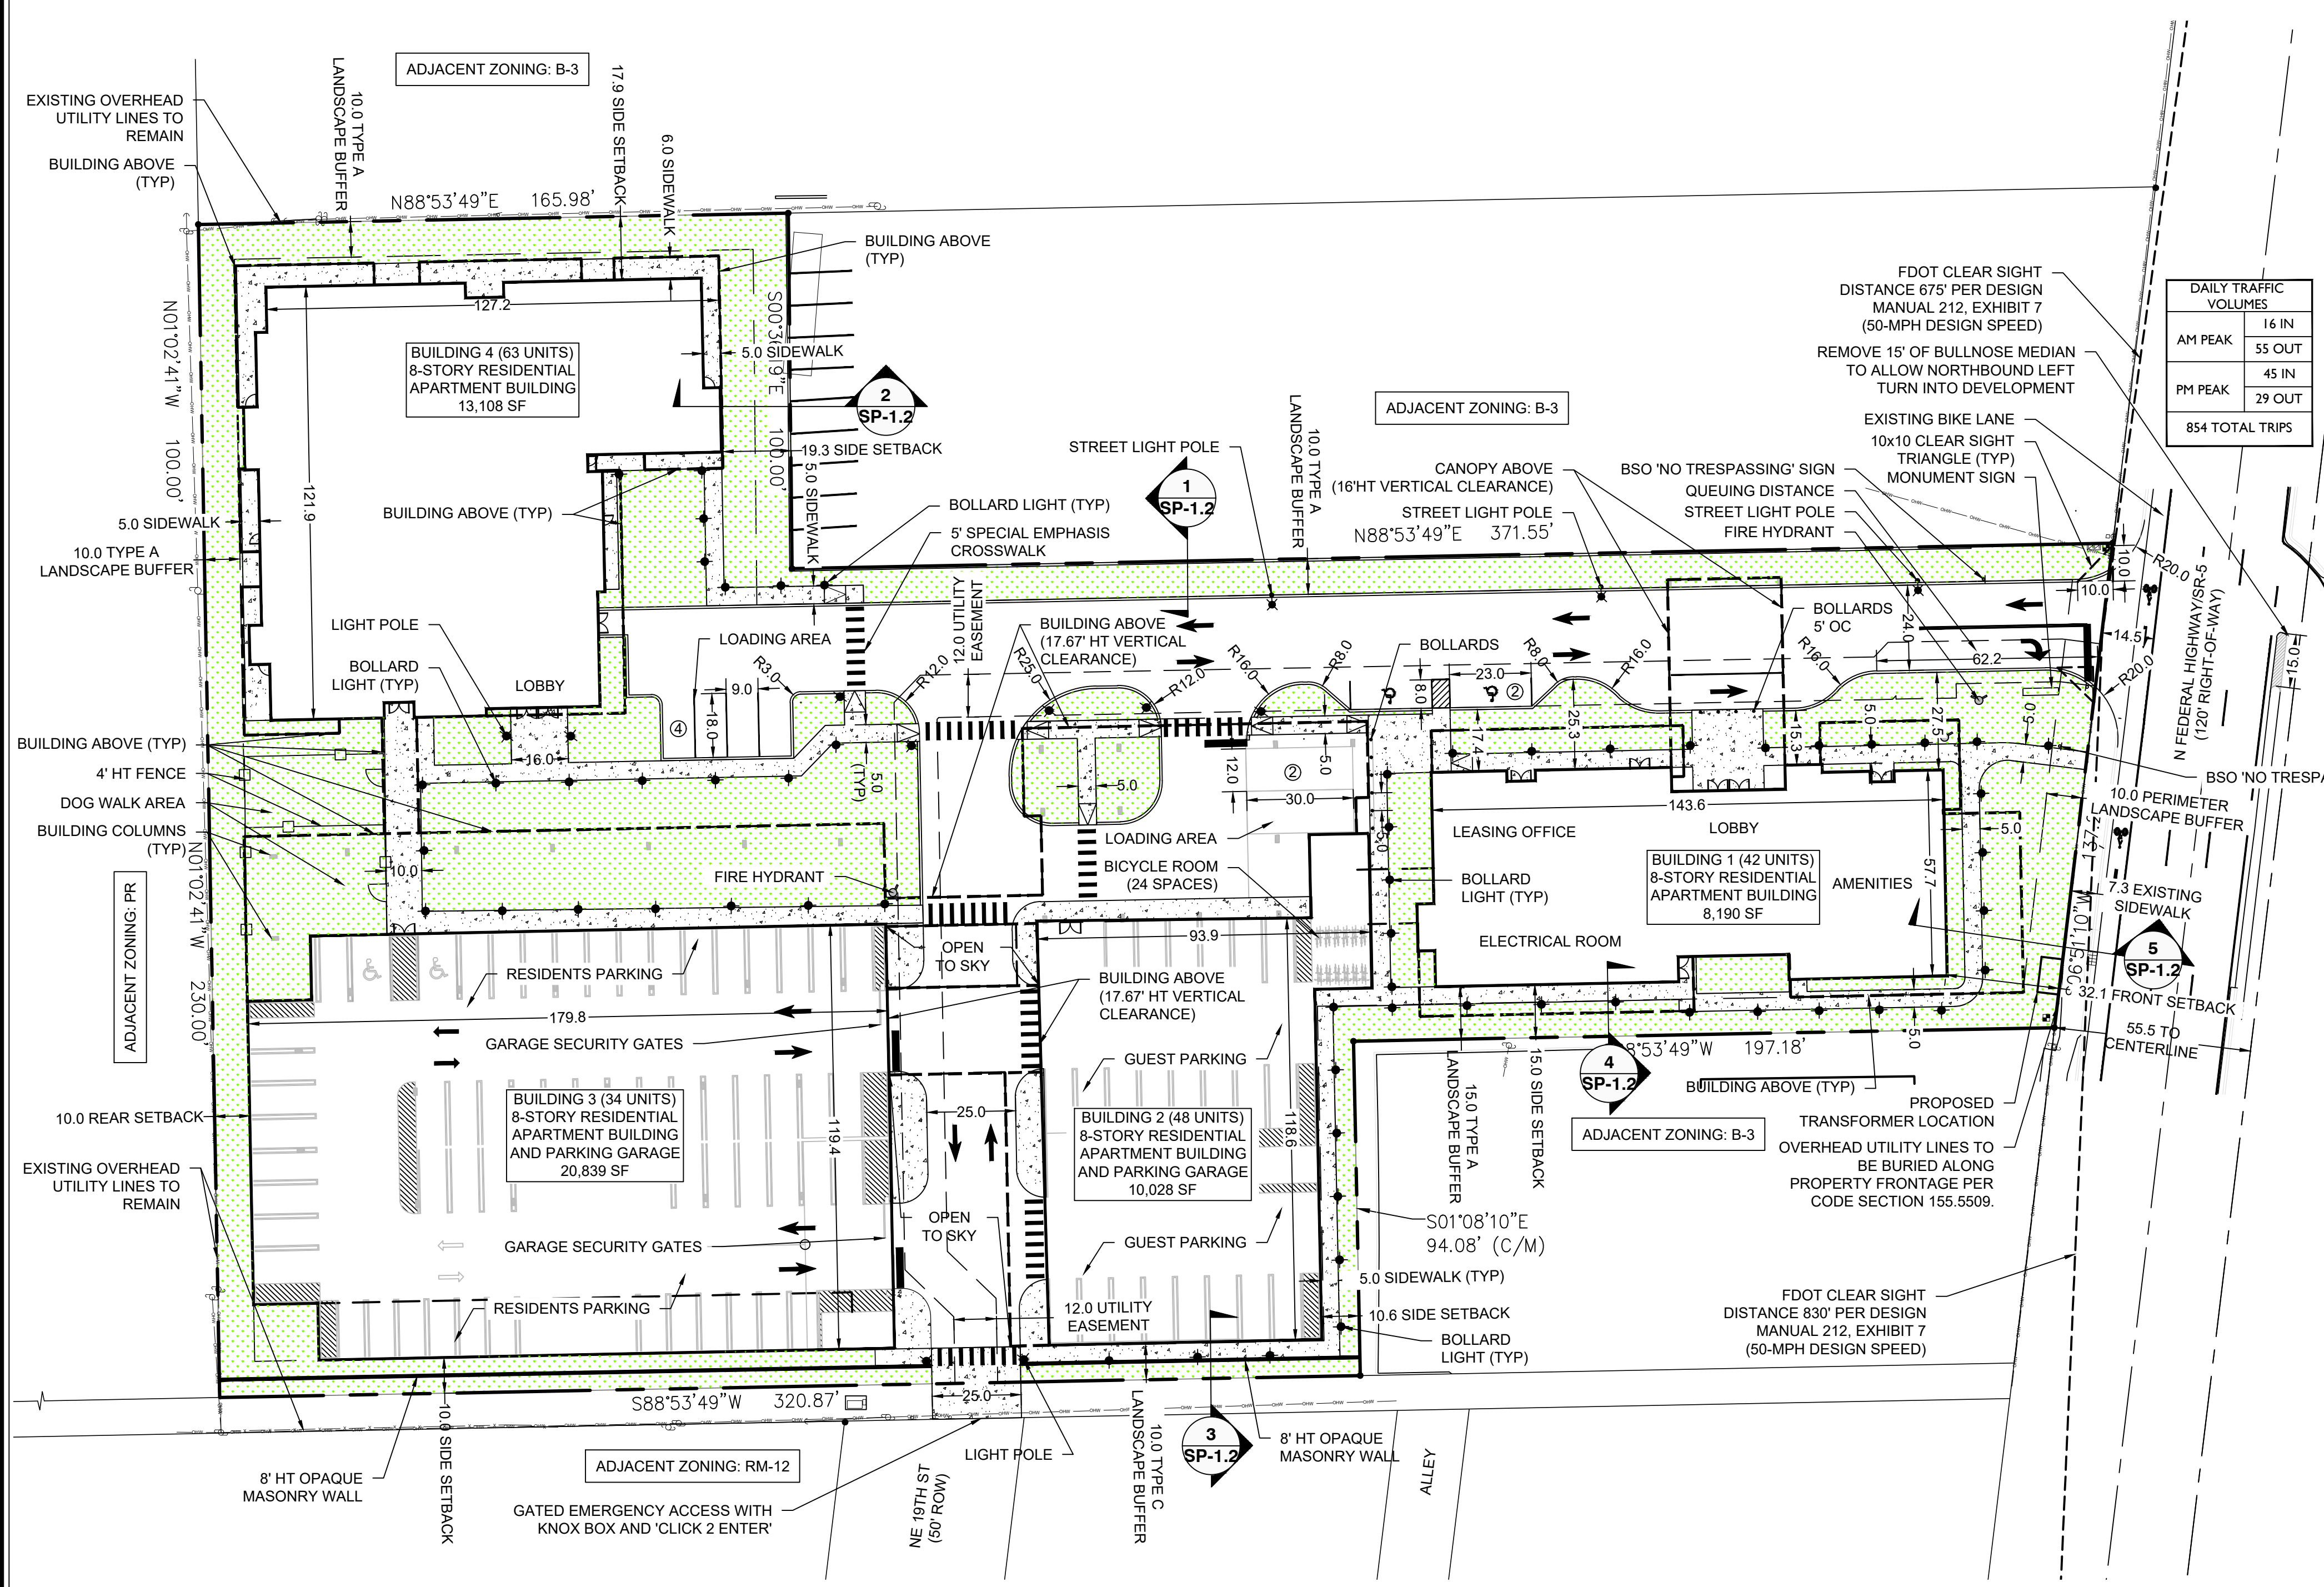 ADJACENT ZONING: B-3
EXISTING OVERHEAD
UTILITY LINES TO
REMAIN
BUILDING ABOVE
(TYP)
10.0 TYPE A
LANDSCAPE BUFFER
17.9 SIDE SETBACK
6.0 SIDEWALK
N88°53'49"E 165.98'
BUILDING ABOVE
(TYP)
N01°02'41"W 100.00'
127.2
BUILDING 4 (63 UNITS)
8-STORY RESIDENTIAL
APARTMENT BUILDING
13,108 SF
5.0 SIDEWALK
100.00'
2
SP-1.2
19.3 SIDE SETBACK
121.9
5.0 SIDEWALK
10.0 TYPE A
LANDSCAPE BUFFER
BUILDING ABOVE (TYP)
5.0 SIDEWALK
BOLLARD LIGHT (TYP)
5' SPECIAL EMPHASIS
CROSSWALK
LIGHT POLE
BOLLARD
LIGHT (TYP)
LOBBY
LOADING AREA
9.0
R3.0
18.0
4
R12.0
16.0
5.0
(TYP)
12.0 UTILITY
EASEMENT
STREET LIGHT POLE
1
SP-1.2
10.0 TYPE A
LANDSCAPE BUFFER
ADJACENT ZONING: B-3
N88°53'49"E 371.55'
CANOPY ABOVE
(16'HT VERTICAL CLEARANCE)
STREET LIGHT POLE
FDOT CLEAR SIGHT
DISTANCE 675' PER DESIGN
MANUAL 212, EXHIBIT 7
(50-MPH DESIGN SPEED)
REMOVE 15' OF BULLNOSE MEDIAN
TO ALLOW NORTHBOUND LEFT
TURN INTO DEVELOPMENT
EXISTING BIKE LANE
10x10 CLEAR SIGHT
TRIANGLE (TYP)
MONUMENT SIGN
BSO 'NO TRESPASSING' SIGN
QUEUING DISTANCE
STREET LIGHT POLE
FIRE HYDRANT
DAILY TRAFFIC
VOLUMES
AM PEAK
16 IN
55 OUT
PM PEAK
45 IN
29 OUT
854 TOTAL TRIPS
10.0
R20.0
10.0
14.5
R20.0
N FEDERAL HIGHWAY/SR-5
(120' RIGHT-OF-WAY)
15.0
BUILDING ABOVE
(17.67' HT VERTICAL
CLEARANCE)
R25.0
R12.0
R16.0
R8.0
BOLLARDS
8.0
23.0
2
R8.0
R16.0
BOLLARDS
5' OC
24.0
R16.0
62.2
17.4
25.3
15.3
5.0
27.5
5.0
12.0
2
5.0
5.0
30.0
LOADING AREA
BICYCLE ROOM
(24 SPACES)
5.0
143.6
LEASING OFFICE
LOBBY
BUILDING 1 (42 UNITS)
8-STORY RESIDENTIAL
APARTMENT BUILDING
8,190 SF
AMENITIES
57.7
BOLLARD
LIGHT (TYP)
ELECTRICAL ROOM
5.0
BSO 'NO
10.0 PERIMETER
LANDSCAPE BUFFER
7.3 EXISTING
SIDEWALK
5
SP-1.2
32.1 FRONT SETBACK
55.5 TO
CENTERLINE
BUILDING ABOVE (TYP)
4' HT FENCE
DOG WALK AREA
BUILDING COLUMNS
(TYP)
10.0
FIRE HYDRANT
ADJACENT ZONING: PR
N01°02'41"W 230.00'
RESIDENTS PARKING
179.8
GARAGE SECURITY GATES
BUILDING 3 (34 UNITS)
8-STORY RESIDENTIAL
APARTMENT BUILDING
AND PARKING GARAGE
20,839 SF
119.4
GARAGE SECURITY GATES
RESIDENTS PARKING
10.0 REAR SETBACK
EXISTING OVERHEAD
UTILITY LINES TO
REMAIN
OPEN
TO SKY
93.9
BUILDING ABOVE
(17.67' HT VERTICAL
CLEARANCE)
GUEST PARKING
25.0
BUILDING 2 (48 UNITS)
8-STORY RESIDENTIAL
APARTMENT BUILDING
AND PARKING GARAGE
10,028 SF
118.6
OPEN
TO SKY
GUEST PARKING
12.0 UTILITY
EASEMENT
15.0 TYPE A
LANDSCAPE BUFFER
15.0 SIDE SETBACK
4
SP-1.2
197.18'
5.0
BUILDING ABOVE (TYP)
ADJACENT ZONING: B-3
PROPOSED
TRANSFORMER LOCATION
OVERHEAD UTILITY LINES TO
BE BURIED ALONG
PROPERTY FRONTAGE PER
CODE SECTION 155.5509.
S01°08'10"E
94.08' (C/M)
5.0 SIDEWALK (TYP)
10.6 SIDE SETBACK
BOLLARD
LIGHT (TYP)
FDOT CLEAR SIGHT
DISTANCE 830' PER DESIGN
MANUAL 212, EXHIBIT 7
(50-MPH DESIGN SPEED)
S88°53'49"W 320.87'
25.0
10.0 SIDE SETBACK
8' HT OPAQUE
MASONRY WALL
ADJACENT ZONING: RM-12
GATED EMERGENCY ACCESS WITH
KNOX BOX AND 'CLICK 2 ENTER'
NE 19TH ST
(50' ROW)
LIGHT POLE
10.0 TYPE C
LANDSCAPE BUFFER
3
SP-1.2
8' HT OPAQUE
MASONRY WALL
ALLEY